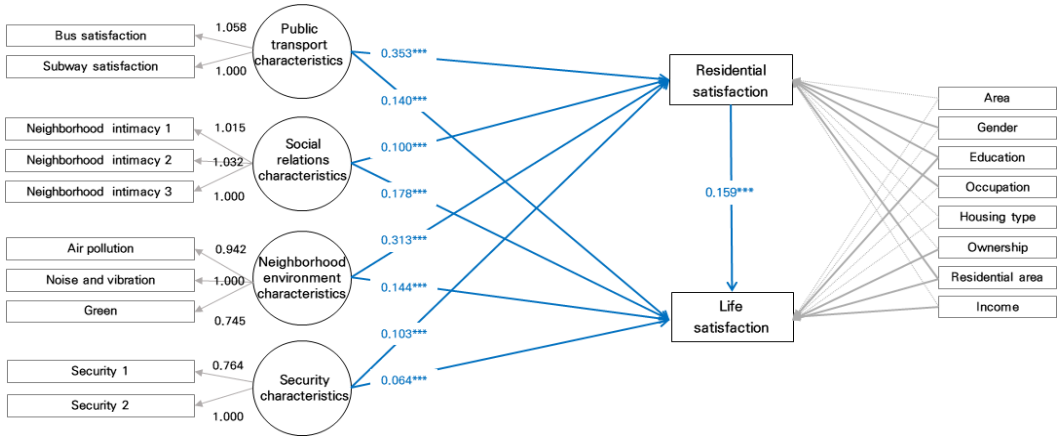 Bus satisfaction
Subway satisfaction
1.058
1.000
Public
transport
characteristics
Neighborhood intimacy 1
Neighborhood intimacy 2
Neighborhood intimacy 3
1.015
1.032
1.000
Social
relations
characteristics
Air pollution
Noise and vibration
Green
0.942
1.000
0.745
Neighborhood
environment
characteristics
Security 1
Security 2
0.764
1.000
Security
characteristics
0.353***
0.140***
0.100***
0.178***
0.313***
0.144***
0.103***
0.064***
Residential
satisfaction
0.159***
Life
satisfaction
Area
Gender
Education
Occupation
Housing type
Ownership
Residential area
Income